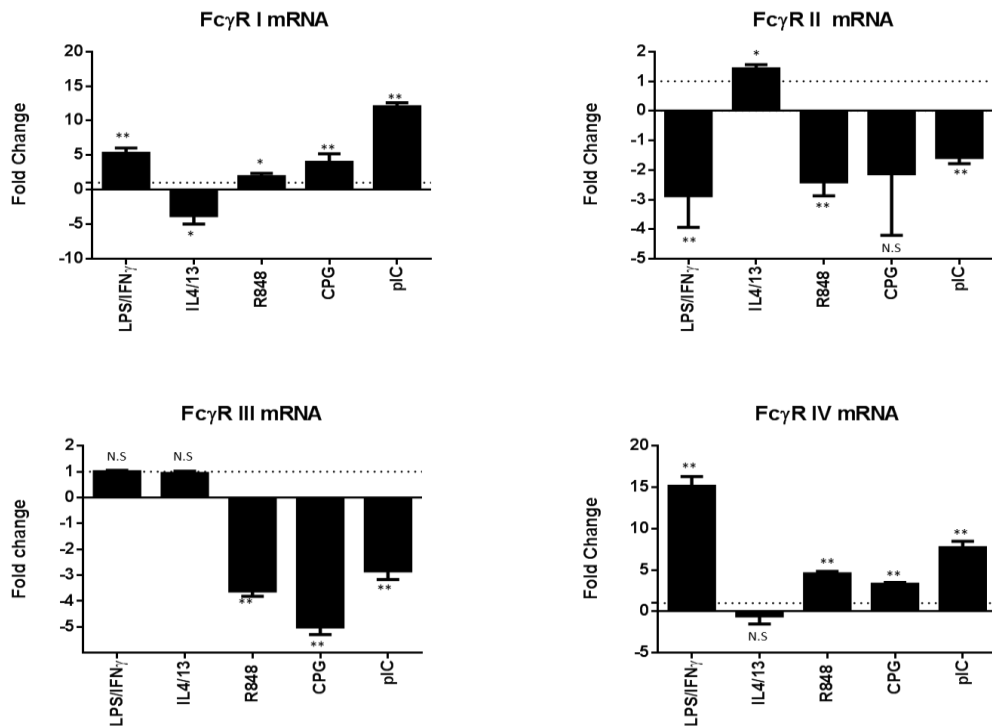 FcγR I mRNA
Fold Change
20
15
10
5
0
-5
-10
**
*
*
**
**
LPS/IFNγ
IL4/13
R848
CPG
pIC
FcγR II mRNA
Fold Change
2
1
0
-1
-2
-3
-4
-5
**
*
**
N.S
**
LPS/IFNγ
IL4/13
R848
CPG
pIC
FcγR III mRNA
Fold change
2
1
0
-1
-2
-3
-4
-5
N.S
N.S
**
**
**
LPS/IFNγ
IL4/13
R848
CPG
pIC
FcγR IV mRNA
Fold Change
20
15
10
5
0
-5
**
N.S
**
**
**
LPS/IFNγ
IL4/13
R848
CPG
pIC